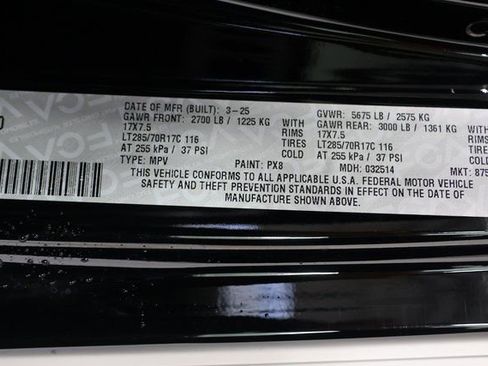 DATE OF MFR (BUILT): 3-25 GVWR: 5675 LB / 2575 KG
GAWR FRONT: 2700 LB / 1225 KG WITH GAWR REAR: 3000 LB / 1361 KG WITH
17X7.5 RIMS 17X7.5 RIMS
LT285/70R17C 116 TIRES LT285/70R17C 116 TIRES
AT 255 kPa / 37 PSI COLD AT 255 kPa / 37 PSI COLD
TYPE: MPV PAINT: PX8 MDH: 032514 MKT: 875
THIS VEHICLE CONFORMS TO ALL APPLICABLE U.S.A. FEDERAL MOTOR VEHICLE
SAFETY AND THEFT PREVENTION STANDARDS IN EFFECT ON THE DATE OF
MANUFACTURE SHOWN ABOVE.